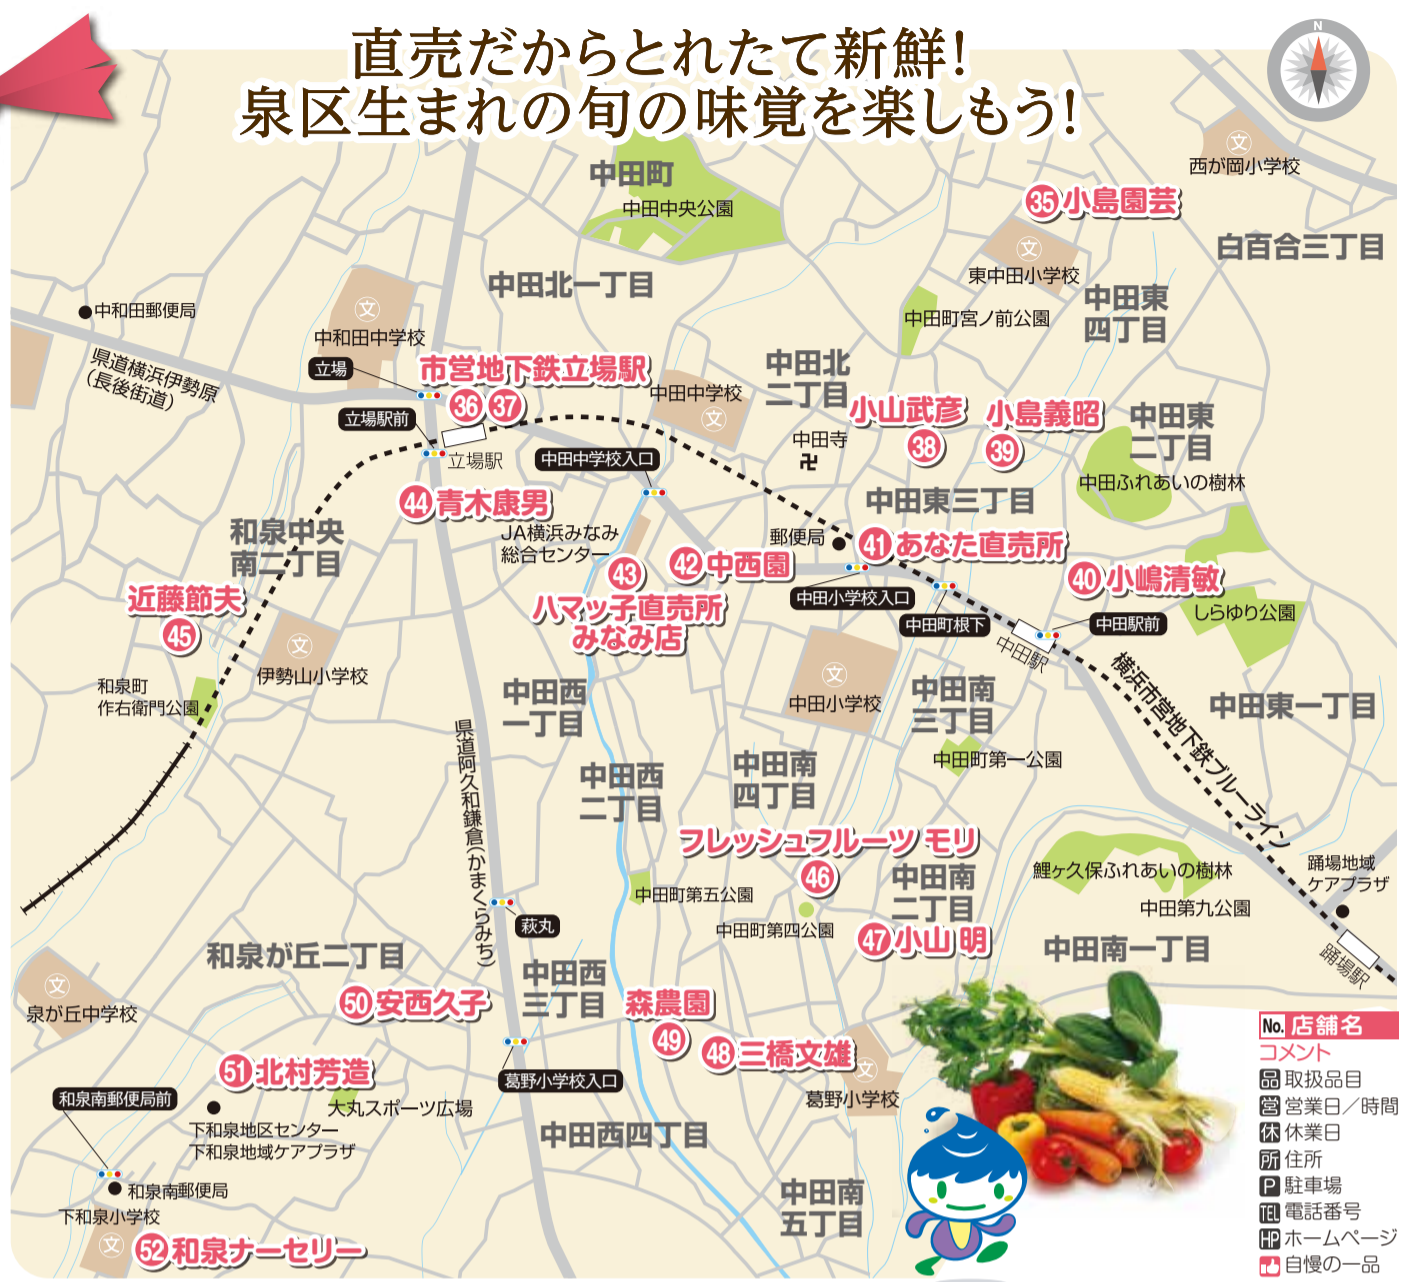 直売だからとれたて新鮮!
泉区生まれの旬の味覚を楽しもう!
N
中田町
中田中央公園
文
西が岡小学校
35 小島園芸
白百合三丁目
文
東中田小学校
中田東
四丁目
中田北一丁目
中田町宮ノ前公園
中和田郵便局
文
中和田中学校
県道横浜伊勢原
(長後街道)
立場
市営地下鉄立場駅
36 37
立場駅前
立場駅
中田中学校
文
中田北
二丁目
中田寺
卍
小山武彦
38
小島義昭
39
中田東
二丁目
中田ふれあいの樹林
中田中学校入口
44 青木康男
JA横浜みなみ
総合センター
中田東三丁目
郵便局
41 あなた直売所
42 中西園
43
ハマッ子直売所
みなみ店
中田小学校入口
中田町根下
40 小嶋清敏
中田駅前
中田駅
しらゆり公園
和泉中央
南二丁目
近藤節夫
45
文
伊勢山小学校
和泉町
作右衛門公園
中田西
一丁目
文
中田小学校
中田南
三丁目
中田町第一公園
横浜市営地下鉄ブルーライン
中田東一丁目
県道阿久和鎌倉(かまくらみち)
中田西
二丁目
中田南
四丁目
フレッシュフルーツ モリ
46
中田町第五公園
中田町第四公園
中田南
二丁目
47 小山 明
鯉ヶ久保ふれあいの樹林
中田第九公園
中田南一丁目
踊場地域
ケアプラザ
踊場駅
萩丸
和泉が丘二丁目
文
泉が丘中学校
50 安西久子
中田西
三丁目
森農園
49
48 三橋文雄
文
葛野小学校
葛野小学校入口
51 北村芳造
大丸スポーツ広場
和泉南郵便局前
下和泉地区センター
下和泉地域ケアプラザ
和泉南郵便局
下和泉小学校
文
52 和泉ナーセリー
中田西四丁目
中田南
五丁目
No. 店舗名
コメント
品 取扱品目
営 営業日/時間
休 休業日
所 住所
P 駐車場
TEL 電話番号
HP ホームページ
自慢の一品